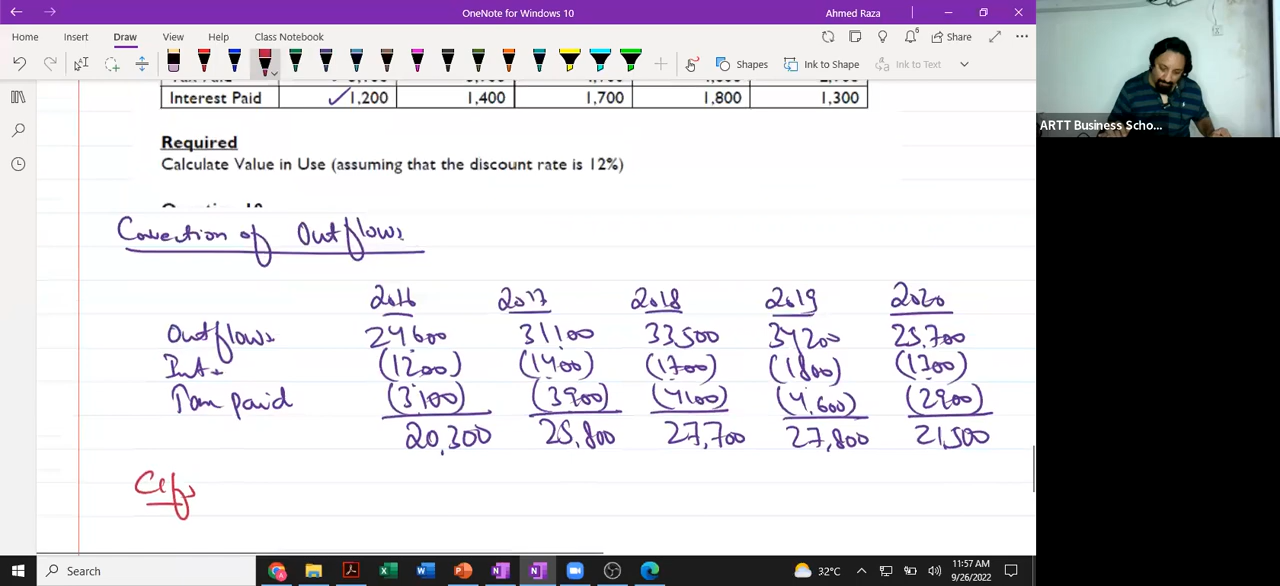 OneNote for Windows 10
Ahmed Raza
Home Insert Draw View Help Class Notebook
Share
Shapes Ink to Shape Ink to Text
Interest Paid 1,200 1,400 1,700 1,800 1,300
Required
Calculate Value in Use (assuming that the discount rate is 12%)
Correction of Outflows
2016 2017 2018 2019 2020
Outflows 24600 31100 33500 34200 25,700
Int. (1200) (1400) (1700) (1800) (1300)
Tax paid (3100) (3900) (4100) (4,600) (2900)
20,300 25,800 27,700 27,800 21,500
ARTT Business Scho...
Search
32°C
11:57 AM
9/26/2022